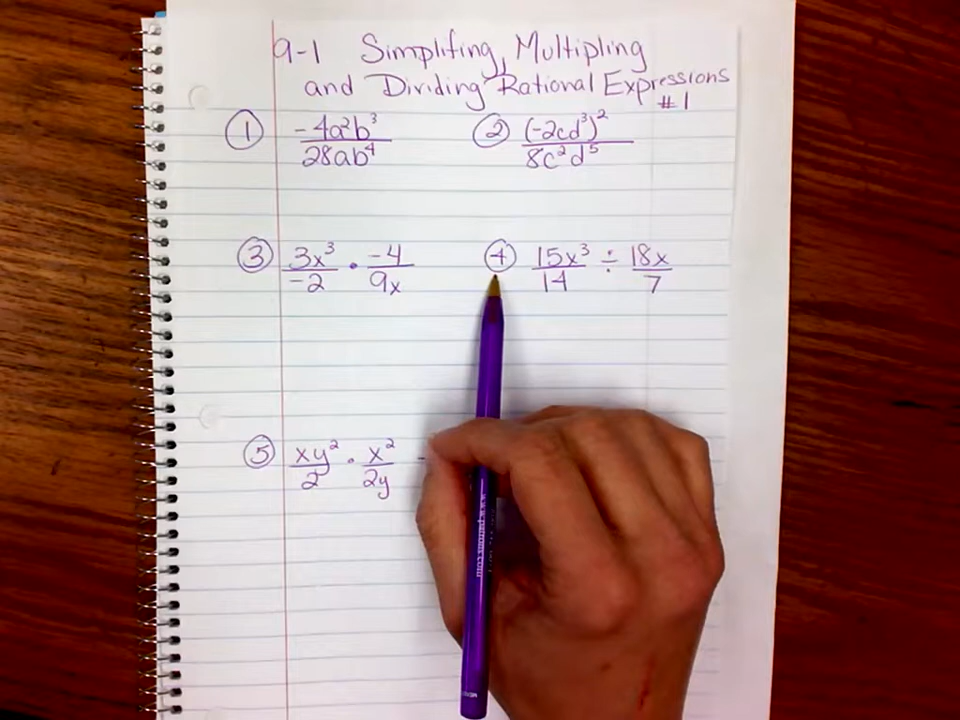 9-1 Simplifing, Multipling
and Dividing Rational Expressions
#1
① -4a²b³/28ab⁴ ② (-2cd³)²/8c²d⁵
③ 3x³/-2 • -4/9x ④ 15x³/14 ÷ 18x/7
⑤ xy²/2 • x²/2y